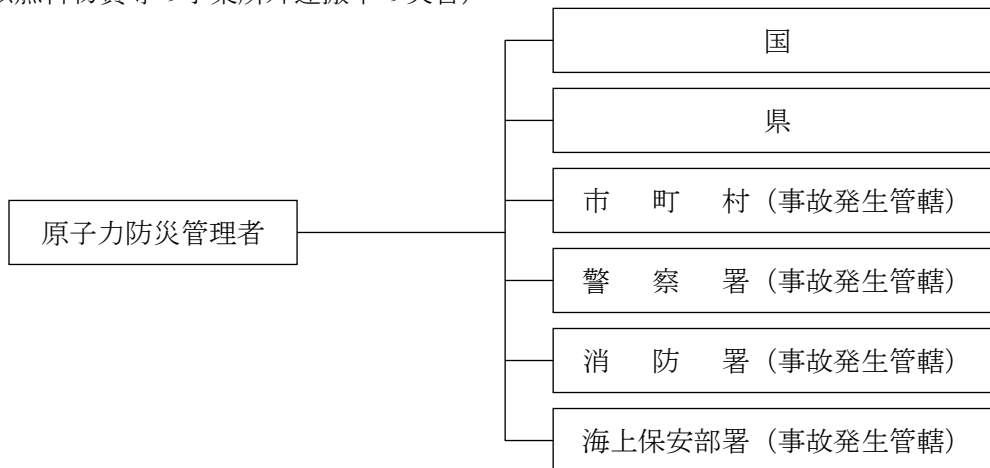 国
県
市 町 村（事故発生管轄）
原子力防災管理者
警 察 署（事故発生管轄）
消 防 署（事故発生管轄）
海上保安部署（事故発生管轄）